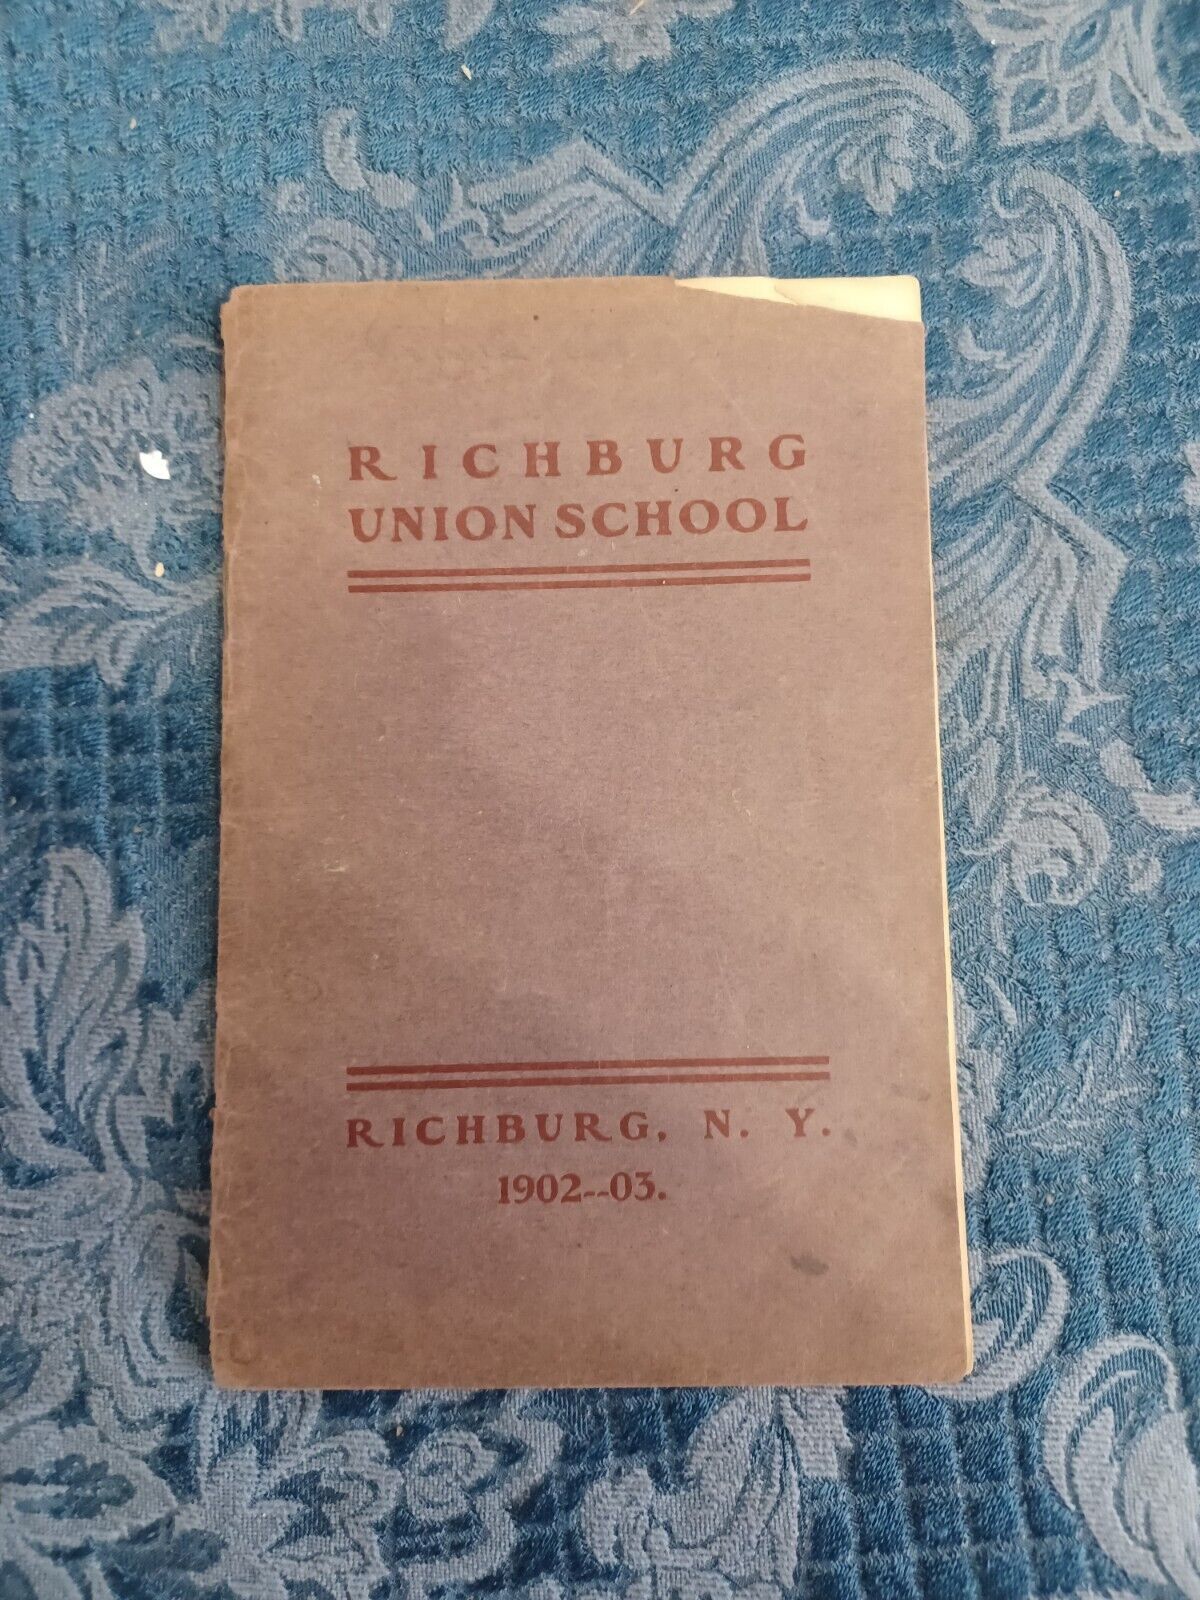 RICHBURG
UNION SCHOOL
RICHBURG, N. Y.
1902--03.